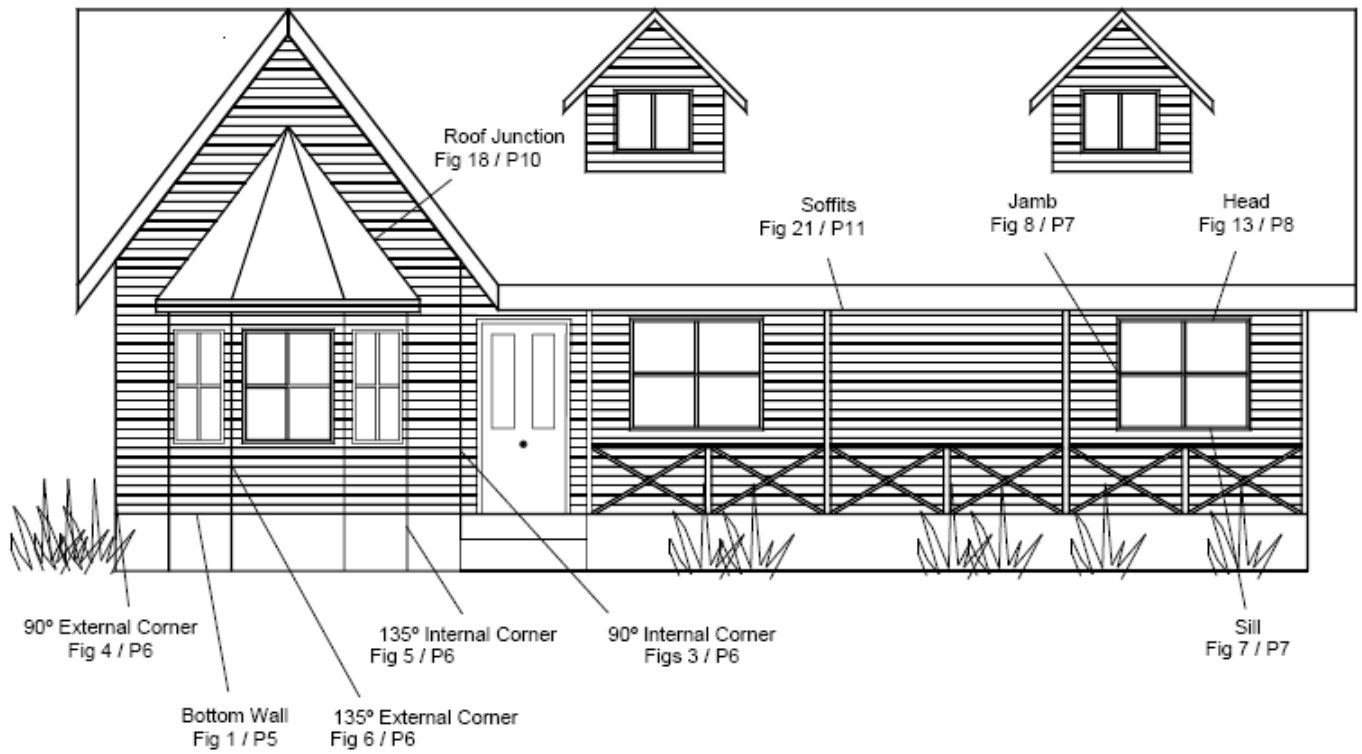 Roof Junction
Fig 18 / P10
Soffits
Fig 21 / P11
Jamb
Fig 8 / P7
Head
Fig 13 / P8
90º External Corner
Fig 4 / P6
135º Internal Corner
Fig 5 / P6
90º Internal Corner
Figs 3 / P6
Sill
Fig 7 / P7
Bottom Wall
Fig 1 / P5
135º External Corner
Fig 6 / P6